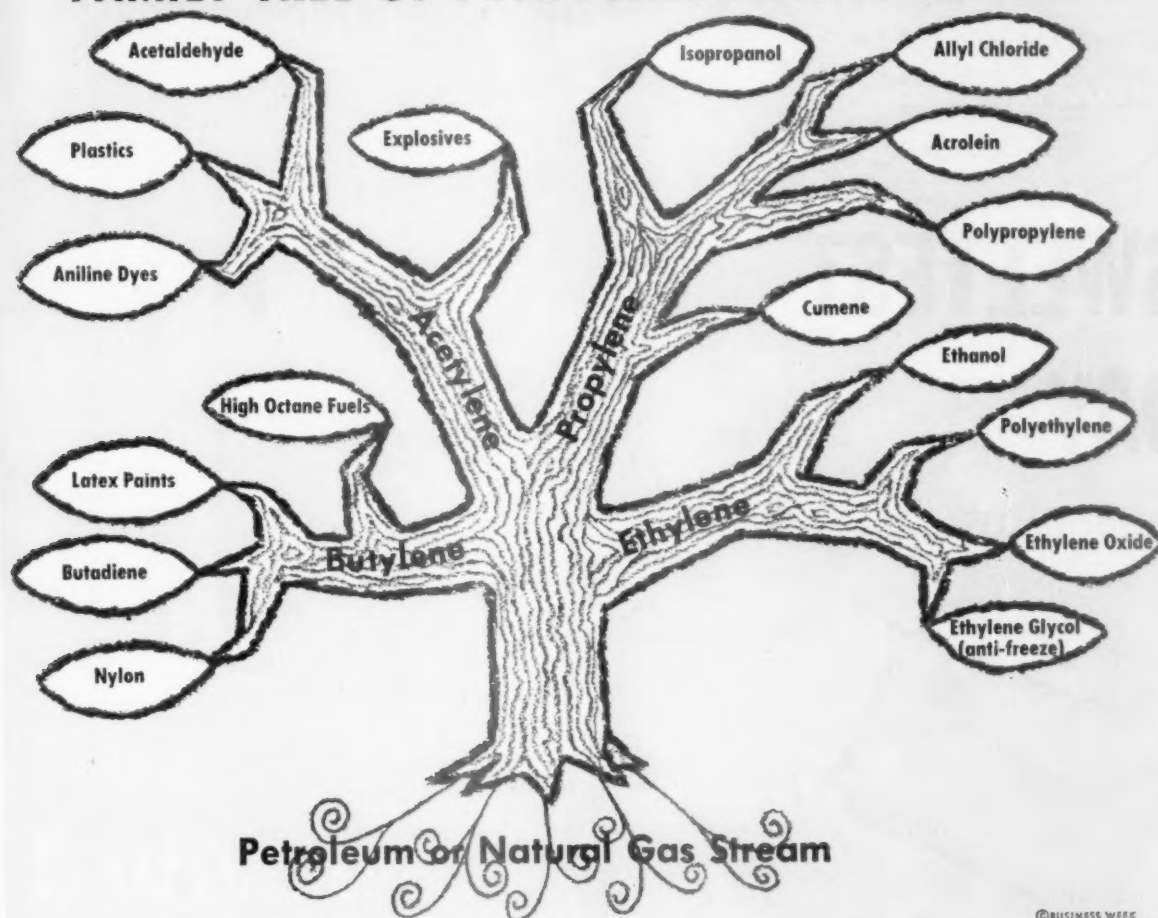 Acetaldehyde
Isopropanol
Allyl Chloride
Explosives
Plastics
Acrolein
Polypropylene
Aniline Dyes
Cumene
Acetylene
Propylene
Ethanol
High Octane Fuels
Polyethylene
Latex Paints
Butylene
Ethylene
Ethylene Oxide
Butadiene
Ethylene Glycol
(anti-freeze)
Nylon
Petroleum or Natural Gas Stream
©BUSINESS WEEK